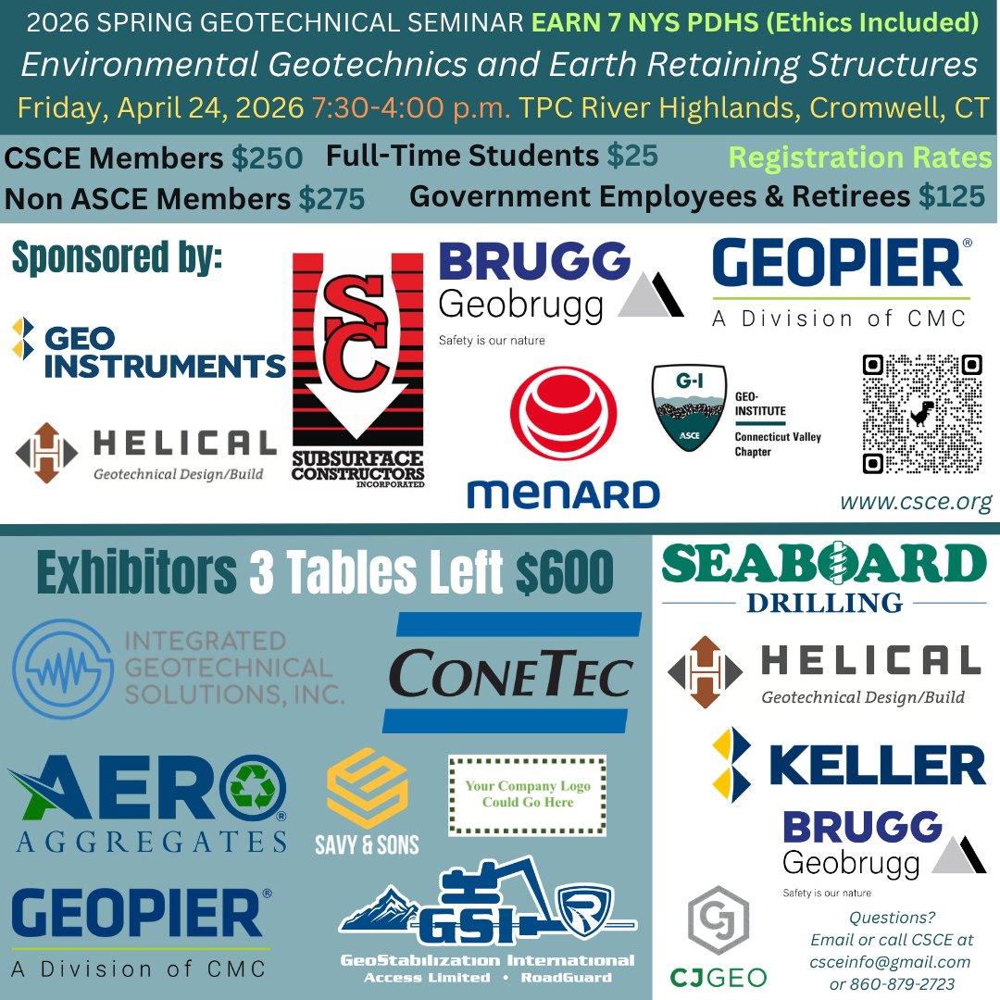 2026 SPRING GEOTECHNICAL SEMINAR EARN 7 NYS PDHS (Ethics Included)
Environmental Geotechnics and Earth Retaining Structures
Friday, April 24, 2026 7:30-4:00 p.m. TPC River Highlands, Cromwell, CT
CSCE Members $250 Full-Time Students $25 Registration Rates
Non ASCE Members $275 Government Employees & Retirees $125
Sponsored by:
GEO
INSTRUMENTS
HELICAL
Geotechnical Design/Build
SC
SUBSURFACE
CONSTRUCTORS
INCORPORATED
BRUGG
Geobrugg
Safety is our nature
GEOPIER®
A Division of CMC
menARD
G-I
ASCE
GEO-
INSTITUTE
Connecticut Valley
Chapter
www.csce.org
Exhibitors 3 Tables Left $600
INTEGRATED
GEOTECHNICAL
SOLUTIONS, INC.
CONETEC
AERO®
AGGREGATES
SAVY & SONS
Your Company Logo
Could Go Here
GEOPIER®
A Division of CMC
GSI R
GeoStabilization International
Access Limited • RoadGuard
SEABOARD
DRILLING
HELICAL
Geotechnical Design/Build
KELLER
BRUGG
Geobrugg
Safety is our nature
CJ
CJGEO
Questions?
Email or call CSCE at
csceinfo@gmail.com
or 860-879-2723